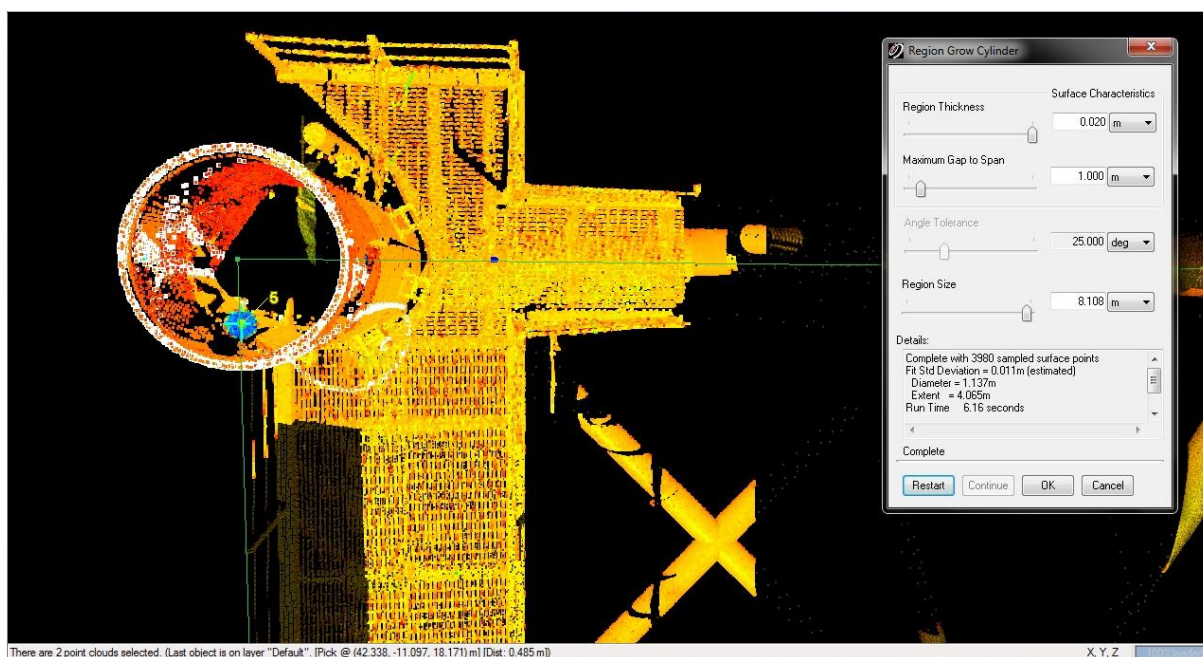 Region Grow Cylinder
Surface Characteristics
Region Thickness
0.020 m
Maximum Gap to Span
1.000 m
Angle Tolerance
25.000 deg
Region Size
8.108 m
Details:
Complete with 3980 sampled surface points
Fit Std Deviation = 0.011m (estimated)
Diameter = 1.137m
Extent = 4.065m
Run Time 6.16 seconds
Complete
Restart Continue OK Cancel
5
There are 2 point clouds selected. (Last object is on layer "Default". [Pick @ (42.338, -11.097, 18.171) m] [Dist: 0.485 m])
X, Y, Z
100% loaded